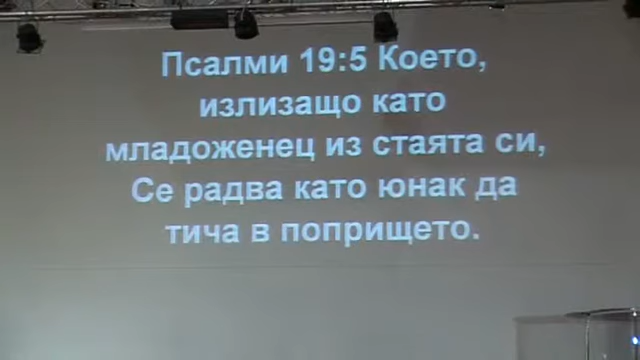 Псалми 19:5 Което,
излизащо като
младоженец из стаята си,
Се радва като юнак да
тича в попрището.